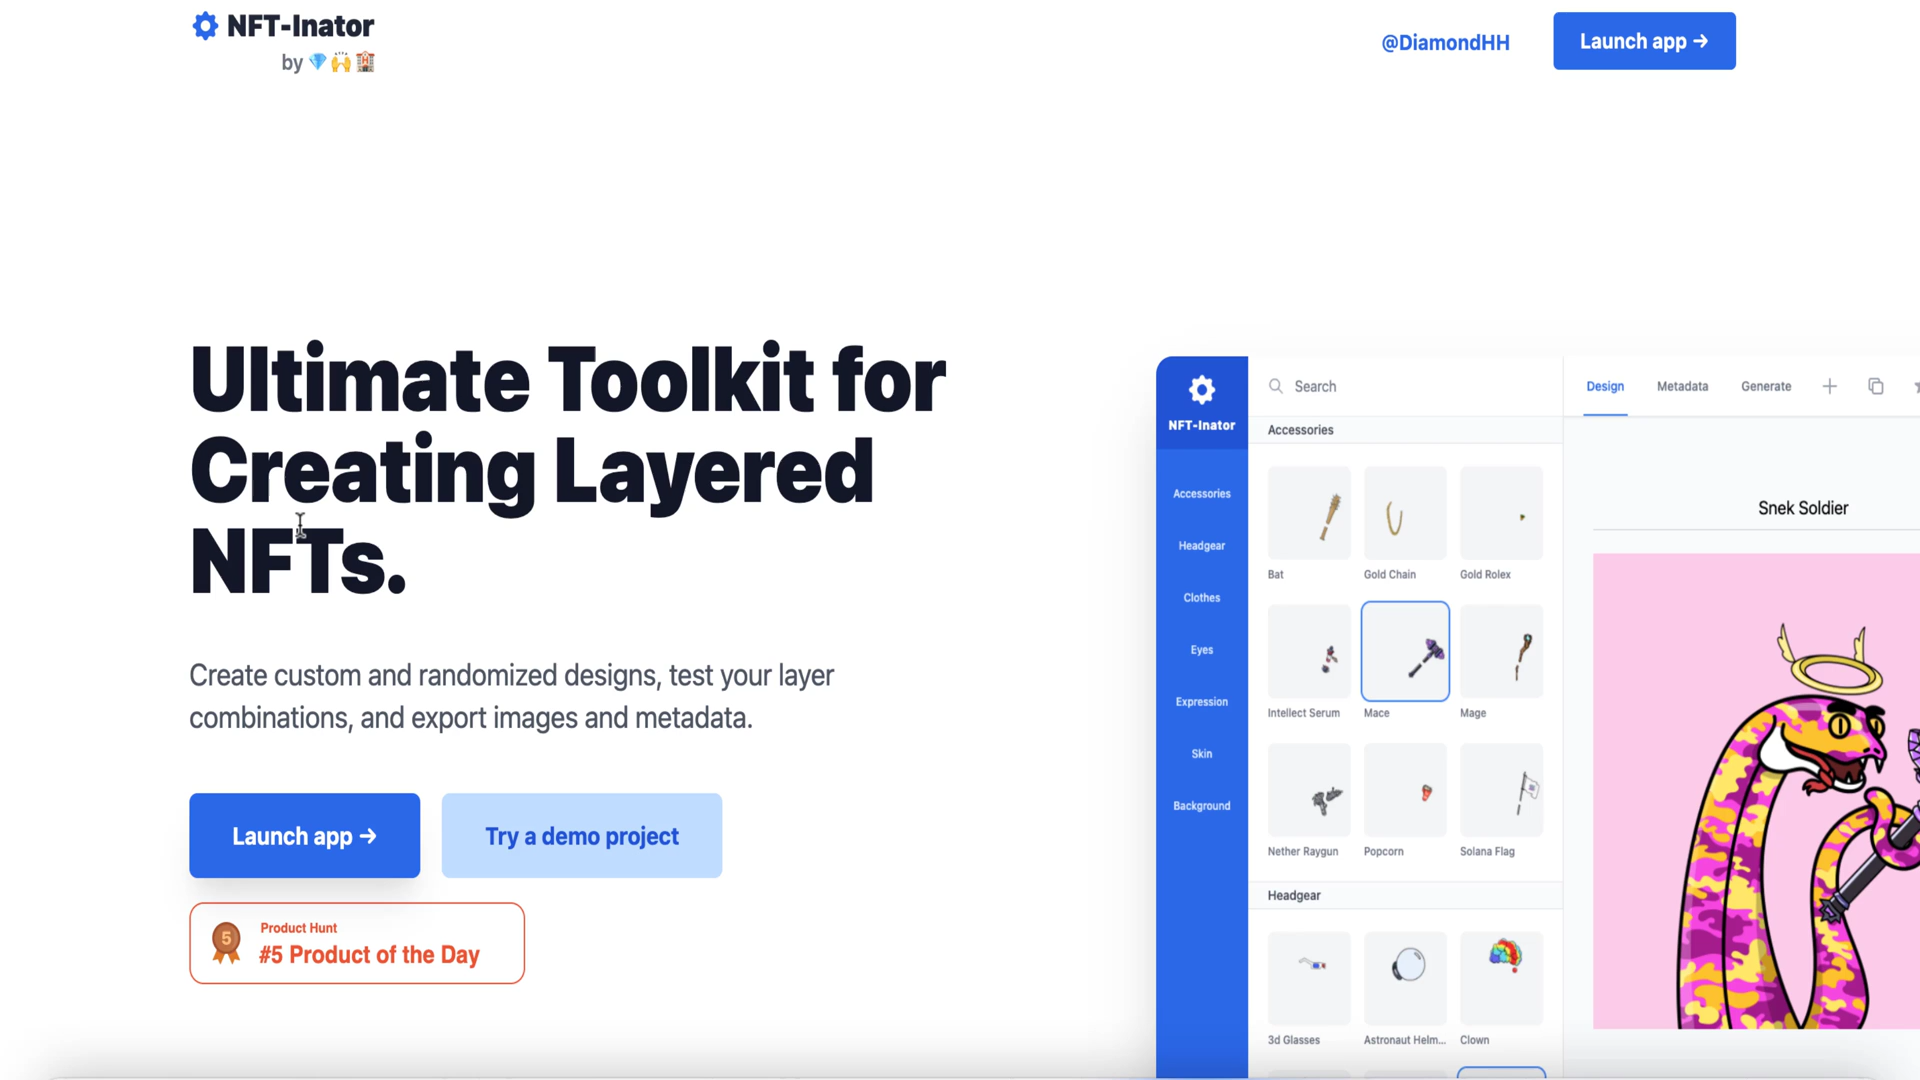 NFT-Inator
by
@DiamondHH
Launch app →
Ultimate Toolkit for
Creating Layered
NFTs.
Create custom and randomized designs, test your layer
combinations, and export images and metadata.
Launch app →
Try a demo project
5
Product Hunt
#5 Product of the Day
NFT-Inator
Accessories
Headgear
Clothes
Eyes
Expression
Skin
Background
Search
Accessories
Bat
Gold Chain
Gold Rolex
Intellect Serum
Mace
Mage
Nether Raygun
Popcorn
Solana Flag
Headgear
3d Glasses
Astronaut Helm...
Clown
Design
Metadata
Generate
Snek Soldier